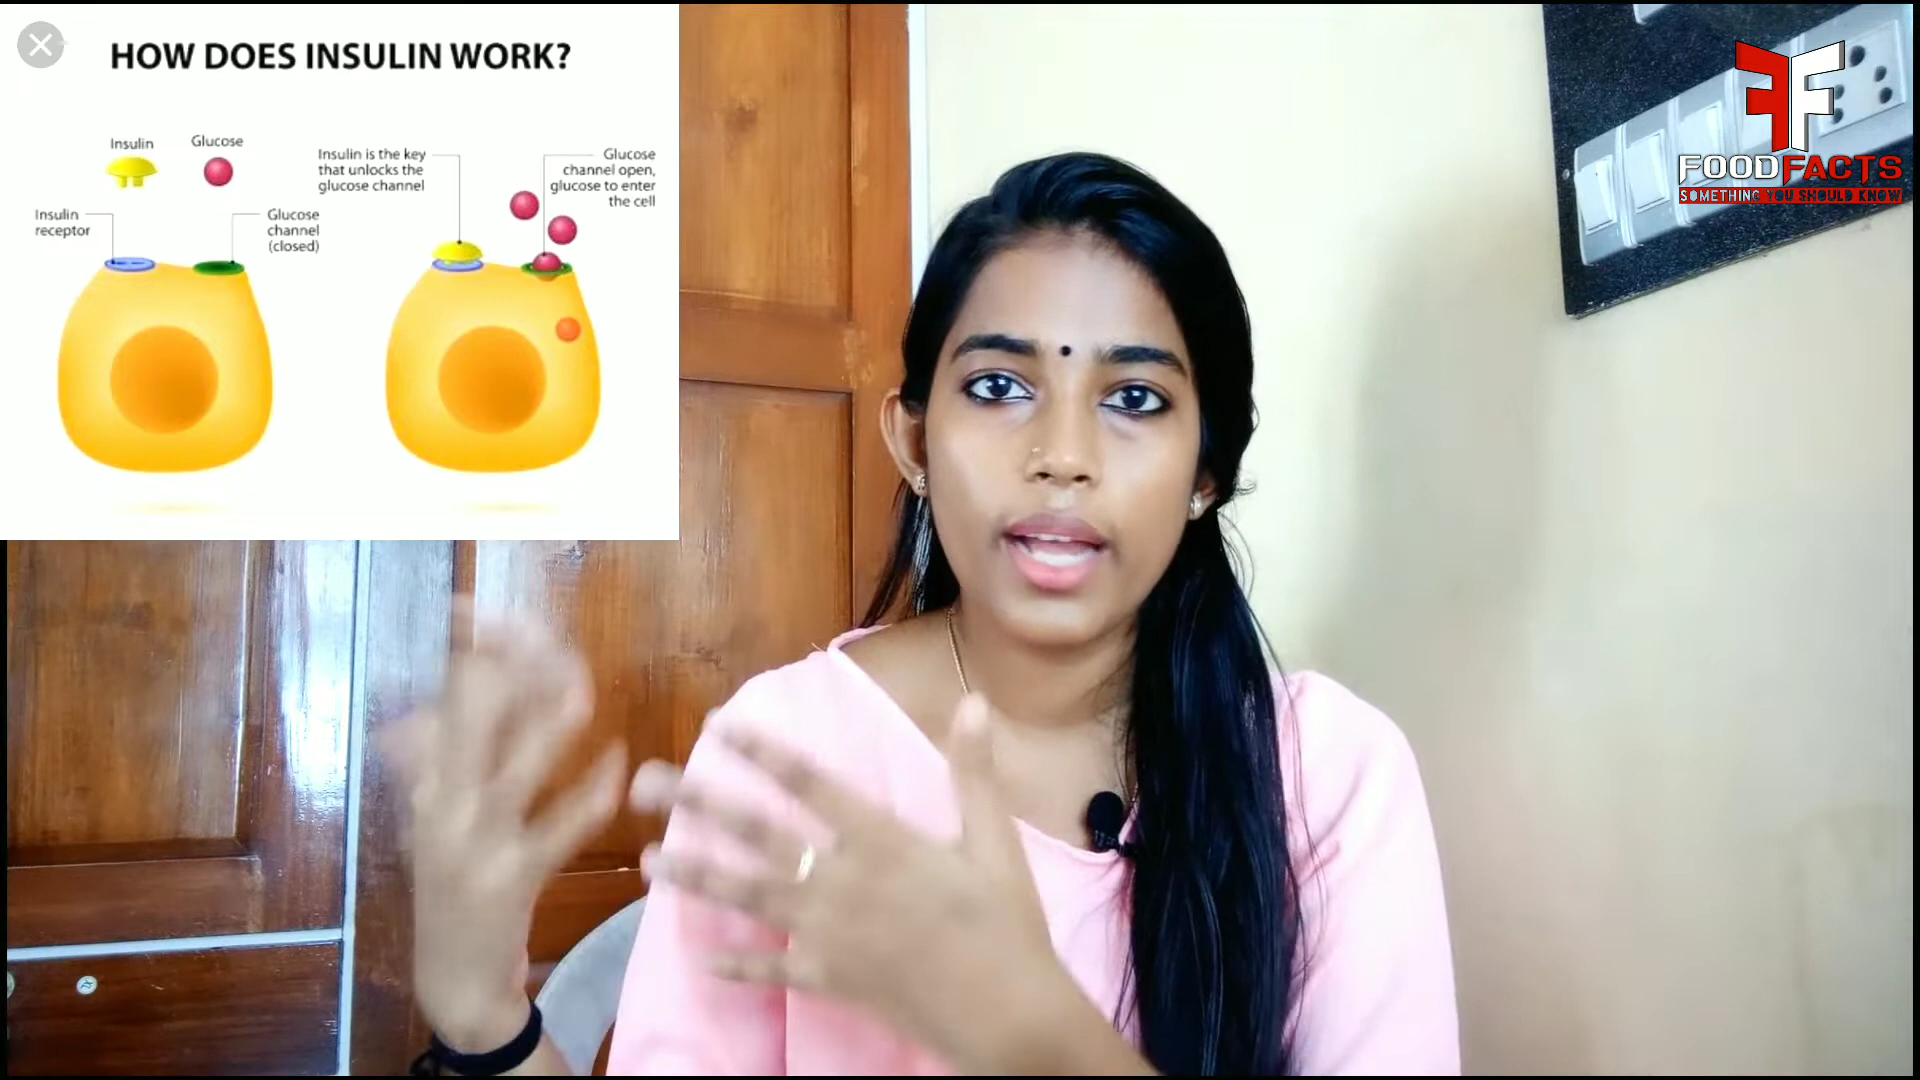 HOW DOES INSULIN WORK?
Insulin
Glucose
Insulin
receptor
Glucose
channel
(closed)
Insulin is the key
that unlocks the
glucose channel
Glucose
channel open,
glucose to enter
the cell
FF
FOODFACTS
SOMETHING YOU SHOULD KNOW